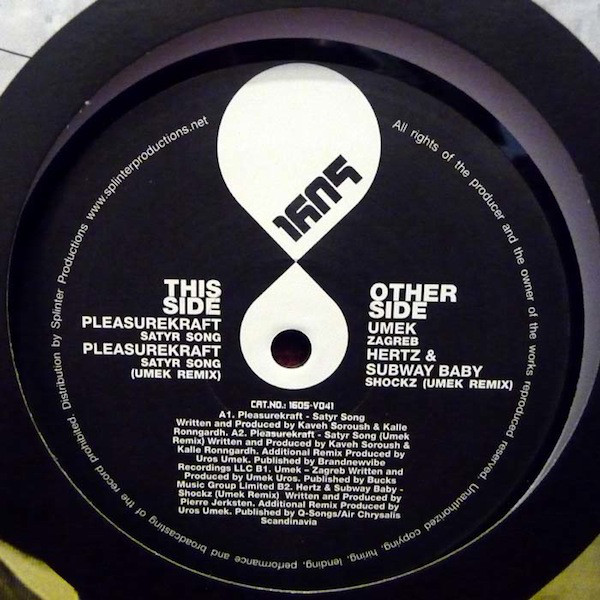 1605
THIS
SIDE
PLEASUREKRAFT
SATYR SONG
PLEASUREKRAFT
SATYR SONG
(UMEK REMIX)
OTHER
SIDE
UMEK
ZAGREB
HERTZ &
SUBWAY BABY
SHOCKZ (UMEK REMIX)
CAT.NO.: 1605-V041
A1. Pleasurekraft - Satyr Song
Written and Produced by Kaveh Soroush & Kalle
Ronngardh. A2. Pleasurekraft - Satyr Song (Umek
Remix) Written and Produced by Kaveh Soroush &
Kalle Ronngardh. Additional Remix Produced by
Uros Umek. Published by Brandnewvibe
Recordings LLC B1. Umek – Zagreb Written and
Produced by Umek Uros. Published by Bucks
Music Group Limited B2. Hertz & Subway Baby -
Shockz (Umek Remix) Written and Produced by
Pierre Jerksten. Additional Remix Produced by
Uros Umek. Published by Q-Songs/Air Chrysalis
Scandinavia
All rights of the producer and the owner of the works reproduced reserved. Unauthorized copying, hiring, lending, performance and broadcasting of the record prohibited. Distribution by Splinter Productions www.splinterproductions.net